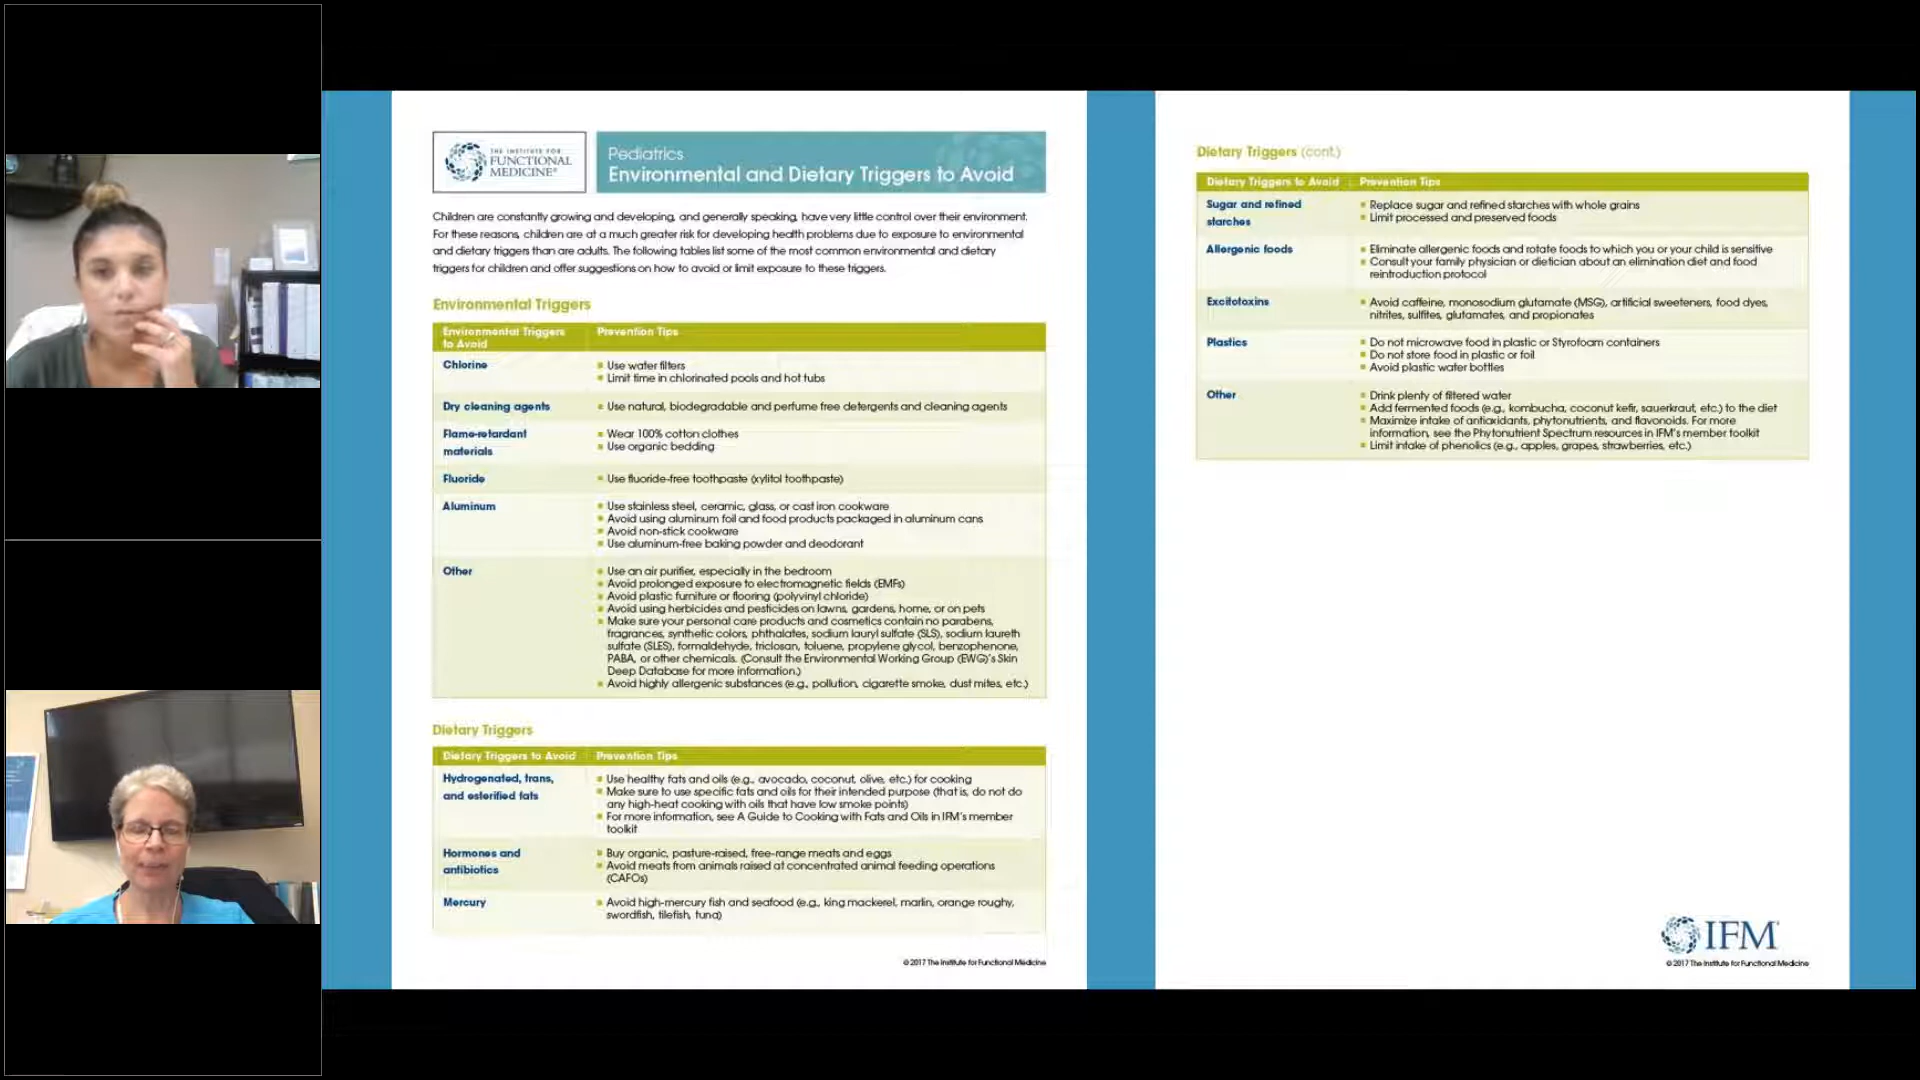 THE INSTITUTE FOR
FUNCTIONAL
MEDICINE®
Pediatrics
Environmental and Dietary Triggers to Avoid
Children are constantly growing and developing, and generally speaking, have very little control over their environment.
For these reasons, children are at a much greater risk for developing health problems due to exposure to environmental
and dietary triggers than are adults. The following tables list some of the most common environmental and dietary
triggers for children and offer suggestions on how to avoid or limit exposure to these triggers.
Environmental Triggers
Environmental Triggers
to Avoid
Prevention Tips
Chlorine
Use water filters
Limit time in chlorinated pools and hot tubs
Dry cleaning agents
Use natural, biodegradable and perfume free detergents and cleaning agents
Flame-retardant
materials
Wear 100% cotton clothes
Use organic bedding
Fluoride
Use fluoride-free toothpaste (xylitol toothpaste)
Aluminum
Use stainless steel, ceramic, glass, or cast iron cookware
Avoid using aluminum foil and food products packaged in aluminum cans
Avoid non-stick cookware
Use aluminum-free baking powder and deodorant
Other
Use an air purifier, especially in the bedroom
Avoid prolonged exposure to electromagnetic fields (EMFs)
Avoid plastic furniture or flooring (polyvinyl chloride)
Avoid using herbicides and pesticides on lawns, gardens, home, or on pets
Make sure your personal care products and cosmetics contain no parabens,
fragrances, synthetic colors, phthalates, sodium lauryl sulfate (SLS), sodium laureth
sulfate (SLES), formaldehyde, triclosan, toluene, propylene glycol, benzophenone,
PABA, or other chemicals. (Consult the Environmental Working Group (EWG)'s Skin
Deep Database for more information.)
Avoid highly allergenic substances (e.g., pollution, cigarette smoke, dust mites, etc.)
Dietary Triggers
Dietary Triggers to Avoid
Prevention Tips
Hydrogenated, trans,
and esterified fats
Use healthy fats and oils (e.g., avocado, coconut, olive, etc.) for cooking
Make sure to use specific fats and oils for their intended purpose (that is, do not do
any high-heat cooking with oils that have low smoke points)
For more information, see A Guide to Cooking with Fats and Oils in IFM's member
toolkit
Hormones and
antibiotics
Buy organic, pasture-raised, free-range meats and eggs
Avoid meats from animals raised at concentrated animal feeding operations
(CAFOs)
Mercury
Avoid high-mercury fish and seafood (e.g., king mackerel, marlin, orange roughy,
swordfish, tilefish, tuna)
© 2017 The Institute for Functional Medicine
Dietary Triggers (cont.)
Dietary Triggers to Avoid
Prevention Tips
Sugar and refined
starches
Replace sugar and refined starches with whole grains
Limit processed and preserved foods
Allergenic foods
Eliminate allergenic foods and rotate foods to which you or your child is sensitive
Consult your family physician or dietician about an elimination diet and food
reintroduction protocol
Excitotoxins
Avoid caffeine, monosodium glutamate (MSG), artificial sweeteners, food dyes,
nitrites, sulfites, glutamates, and propionates
Plastics
Do not microwave food in plastic or Styrofoam containers
Do not store food in plastic or foil
Avoid plastic water bottles
Other
Drink plenty of filtered water
Add fermented foods (e.g., kombucha, coconut kefir, sauerkraut, etc.) to the diet
Maximize intake of antioxidants, phytonutrients, and flavonoids. For more
information, see the Phytonutrient Spectrum resources in IFM's member toolkit
Limit intake of phenolics (e.g., apples, grapes, strawberries, etc.)
IFM
© 2017 The Institute for Functional Medicine